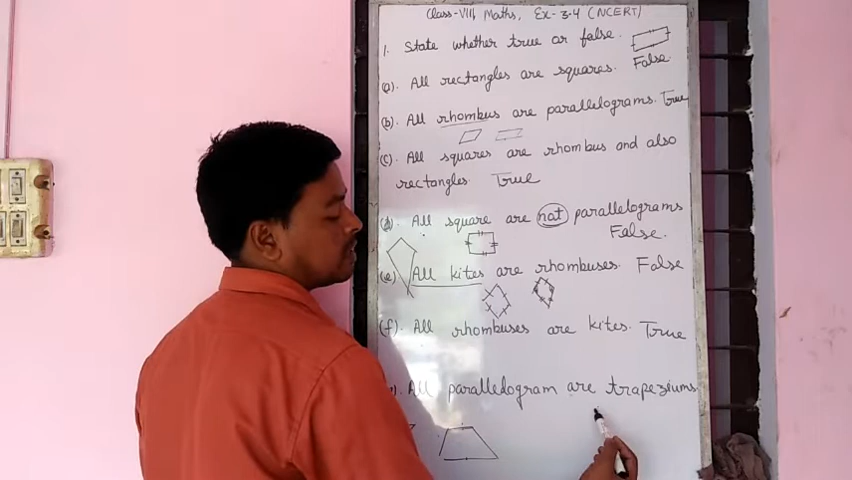 Class-VIII, Maths, Ex-3.4 (NCERT)
1. State whether true or false.
(a). All rectangles are squares. False
(b). All rhombus are parallelograms. True
(c). All squares are rhombus and also
rectangles. True
(d). All square are not parallelograms
False.
(e) All kites are rhombuses. False
(f). All rhombuses are kites. True
All paralledogram are trapeziums